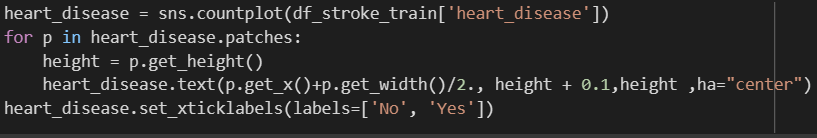 heart_disease = sns.countplot(df_stroke_train['heart_disease'])
for p in heart_disease.patches:
    height = p.get_height()
    heart_disease.text(p.get_x()+p.get_width()/2., height + 0.1,height ,ha="center")
heart_disease.set_xticklabels(labels=['No', 'Yes'])